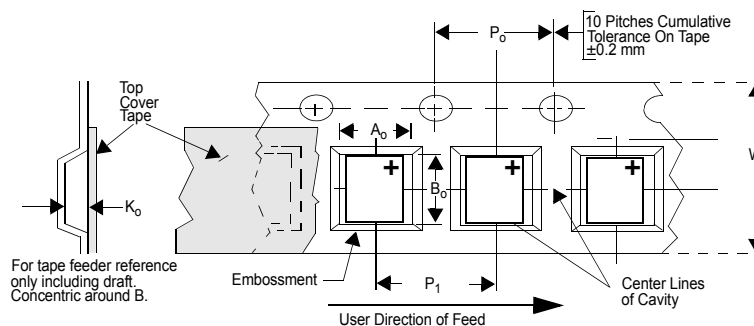 10 Pitches Cumulative
Tolerance On Tape
±0.2 mm
Po
Top
Cover
Tape
Ao
W
+
+
+
Bo
Ko
For tape feeder reference
only including draft.
Concentric around B.
Embossment
P1
Center Lines
of Cavity
User Direction of Feed